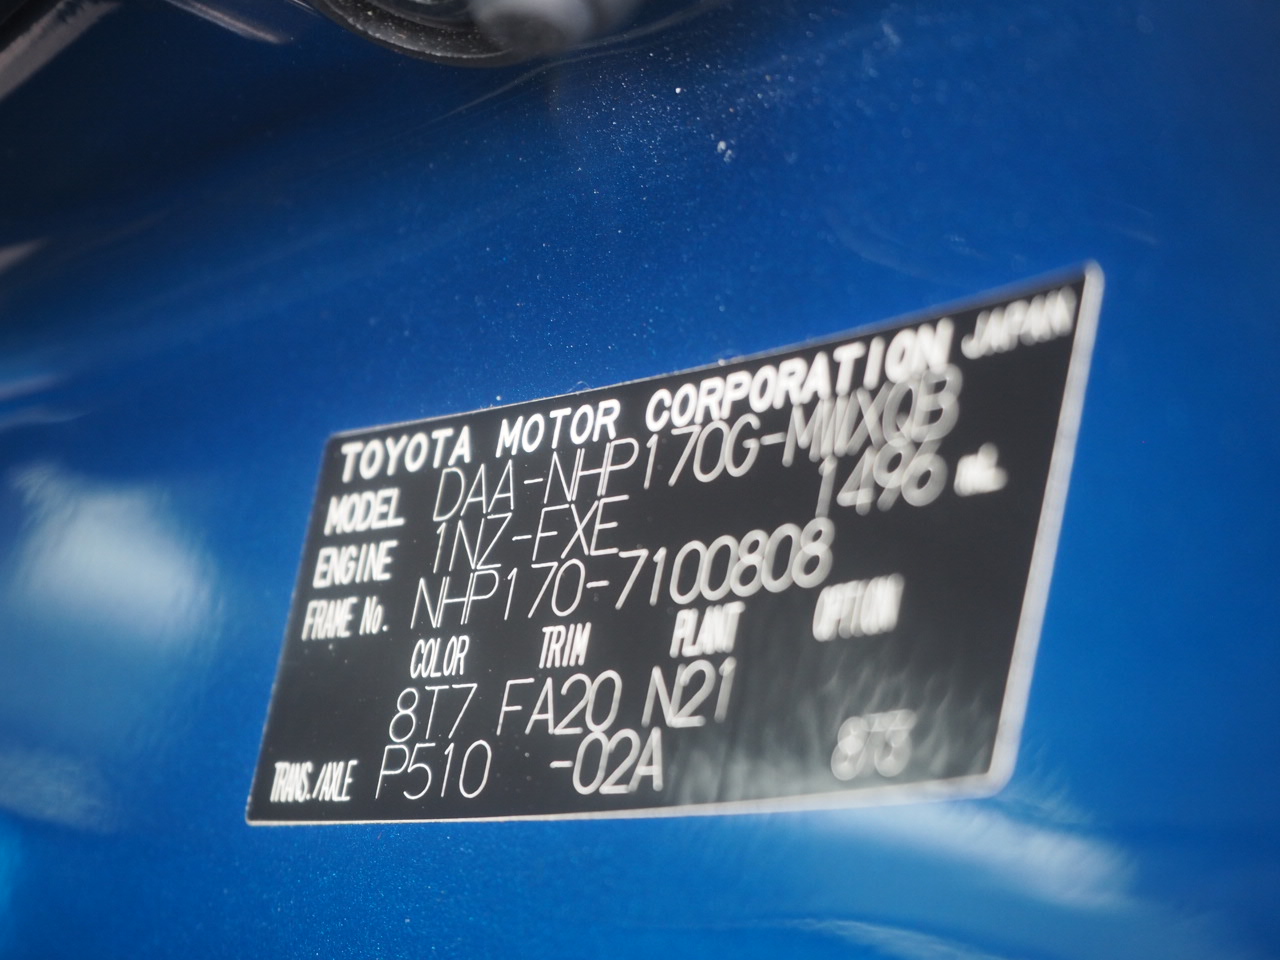 TOYOTA MOTOR CORPORATION JAPAN
MODEL DAA-NHP170G-MWXQB
ENGINE 1NZ-FXE 1496 mL
FRAME No. NHP170-7100808
COLOR TRIM PLANT OPTION
8T7 FA20 N21
TRANS./AXLE P510 -02A